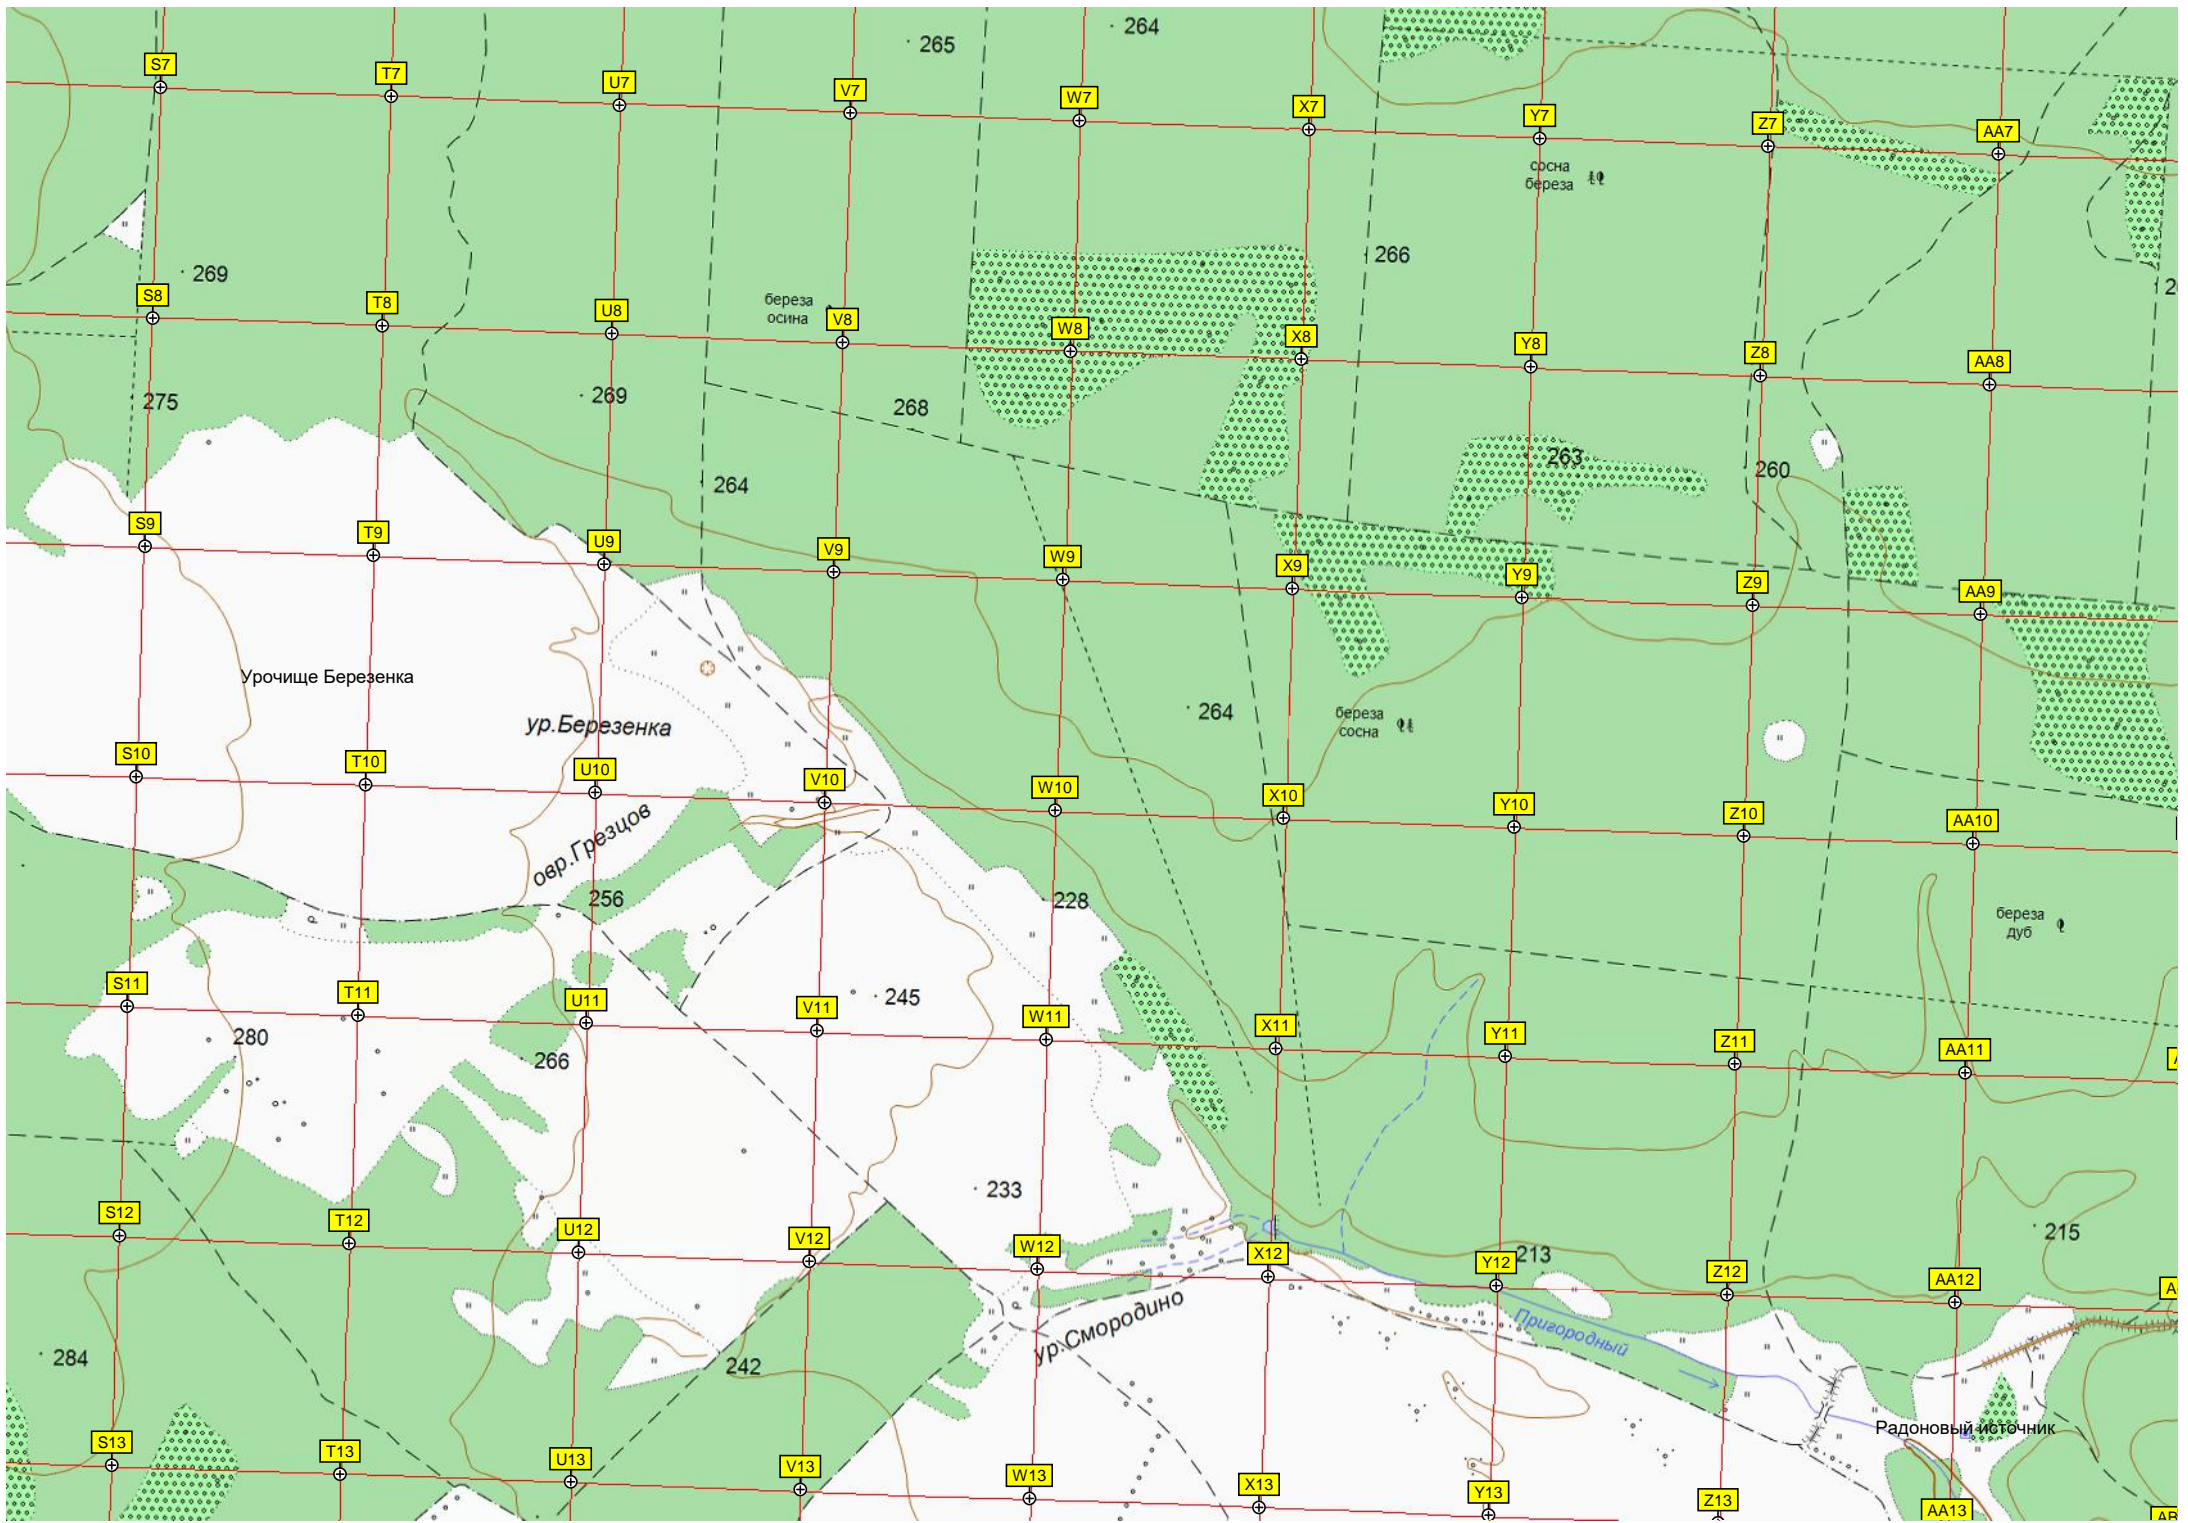 264
265
S7
T7
U7
V7
W7
X7
Y7
Z7
AA7
сосна
береза
266
269
S8
T8
U8
береза
осина
V8
W8
X8
Y8
Z8
AA8
275
269
268
263
260
264
S9
T9
U9
V9
W9
X9
Y9
Z9
AA9
Урочище Березенка
ур.Березенка
264
береза
сосна
S10
T10
U10
V10
W10
X10
Y10
Z10
AA10
овр.Грезцов
256
228
береза
дуб
S11
T11
U11
V11
245
W11
X11
Y11
Z11
AA11
280
266
233
215
S12
T12
U12
V12
W12
X12
Y12
213
Z12
AA12
ур.Смородино
Пригородный
284
242
Радоновый источник
S13
T13
U13
V13
W13
X13
Y13
Z13
AA13